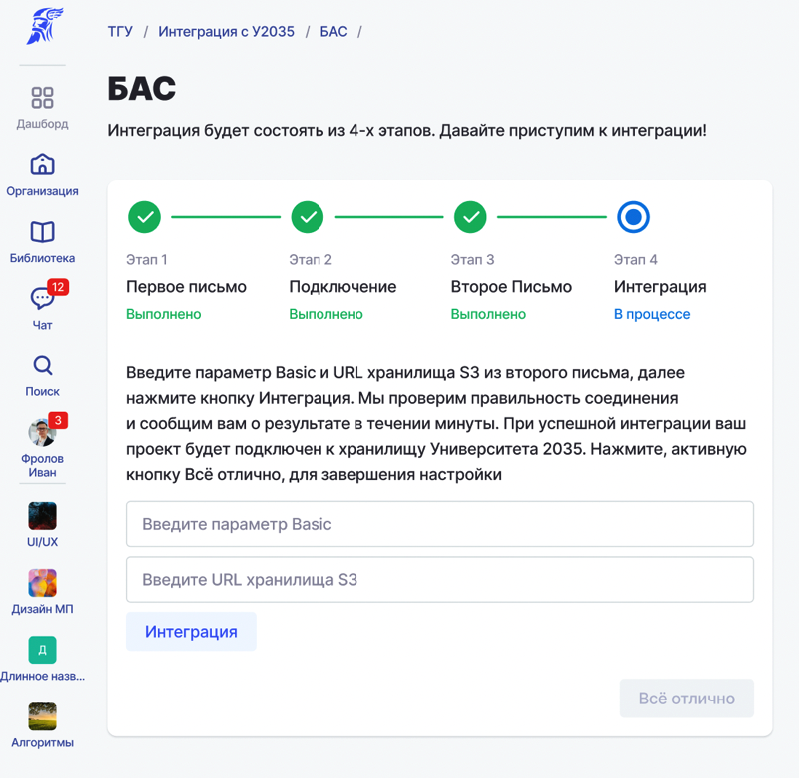 ТГУ / Интеграция с У2035 / БАС /
БАС
Интеграция будет состоять из 4-х этапов. Давайте приступим к интеграции!
Дашборд
Организация
Библиотека
12
Чат
Поиск
3
Фролов
Иван
UI/UX
Дизайн МП
Д
Длинное назв...
Алгоритмы
Этап 1
Первое письмо
Выполнено
Этап 2
Подключение
Выполнено
Этап 3
Второе Письмо
Выполнено
Этап 4
Интеграция
В процессе
Введите параметр Basic и URL хранилища S3 из второго письма, далее
нажмите кнопку Интеграция. Мы проверим правильность соединения
и сообщим вам о результате в течении минуты. При успешной интеграции ваш
проект будет подключен к хранилищу Университета 2035. Нажмите, активную
кнопку Всё отлично, для завершения настройки
Введите параметр Basic
Введите URL хранилища S3
Интеграция
Всё отлично